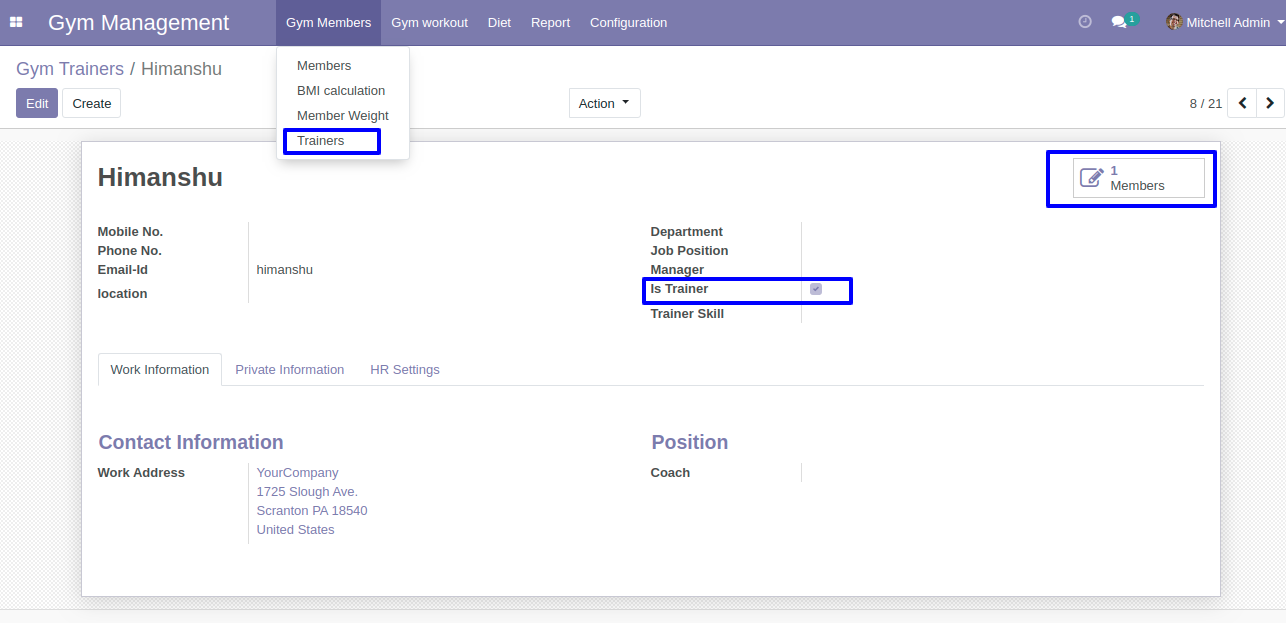 Gym Management Gym Members Gym workout Diet Report Configuration 1 Mitchell Admin
Gym Trainers / Himanshu
Members
BMI calculation
Member Weight
Trainers
Edit Create Action 8 / 21
Himanshu
1
Members
Mobile No.
Phone No.
Email-Id himanshu
location
Department
Job Position
Manager
Is Trainer
Trainer Skill
Work Information Private Information HR Settings
Contact Information
Work Address YourCompany
1725 Slough Ave.
Scranton PA 18540
United States
Position
Coach